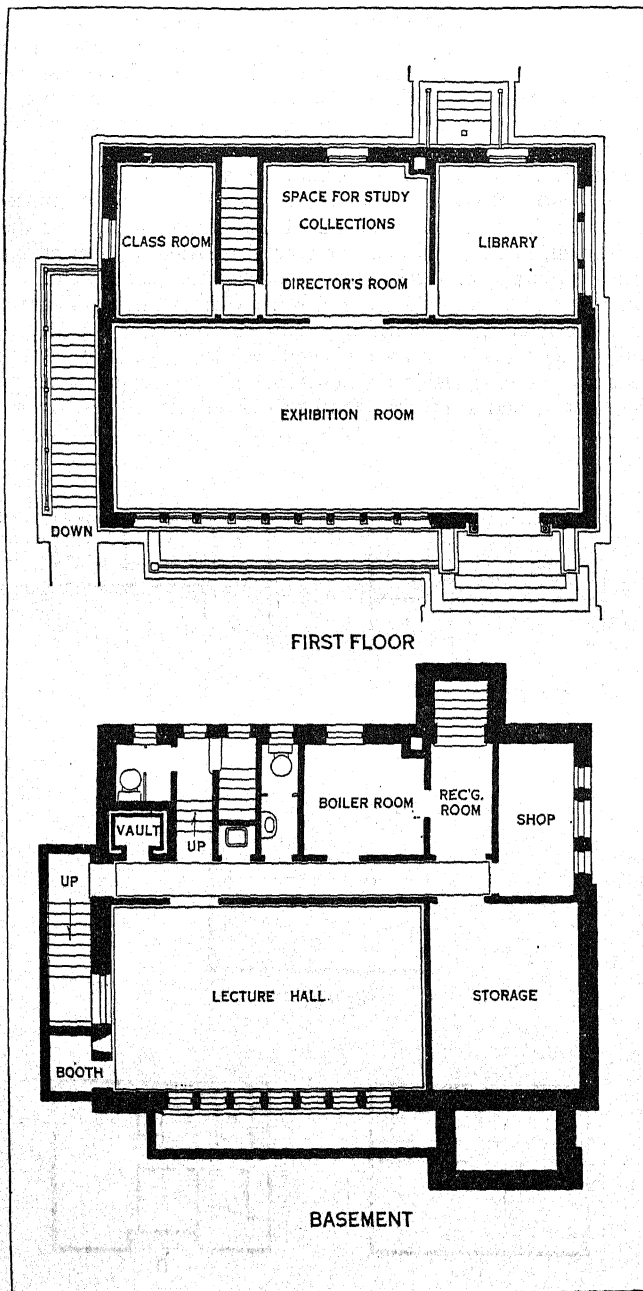 SPACE FOR STUDY
COLLECTIONS
CLASS ROOM
LIBRARY
DIRECTOR'S ROOM
EXHIBITION ROOM
DOWN
FIRST FLOOR
BOILER ROOM
REC'G.
ROOM
SHOP
VAULT
UP
UP
LECTURE HALL
STORAGE
BOOTH
BASEMENT